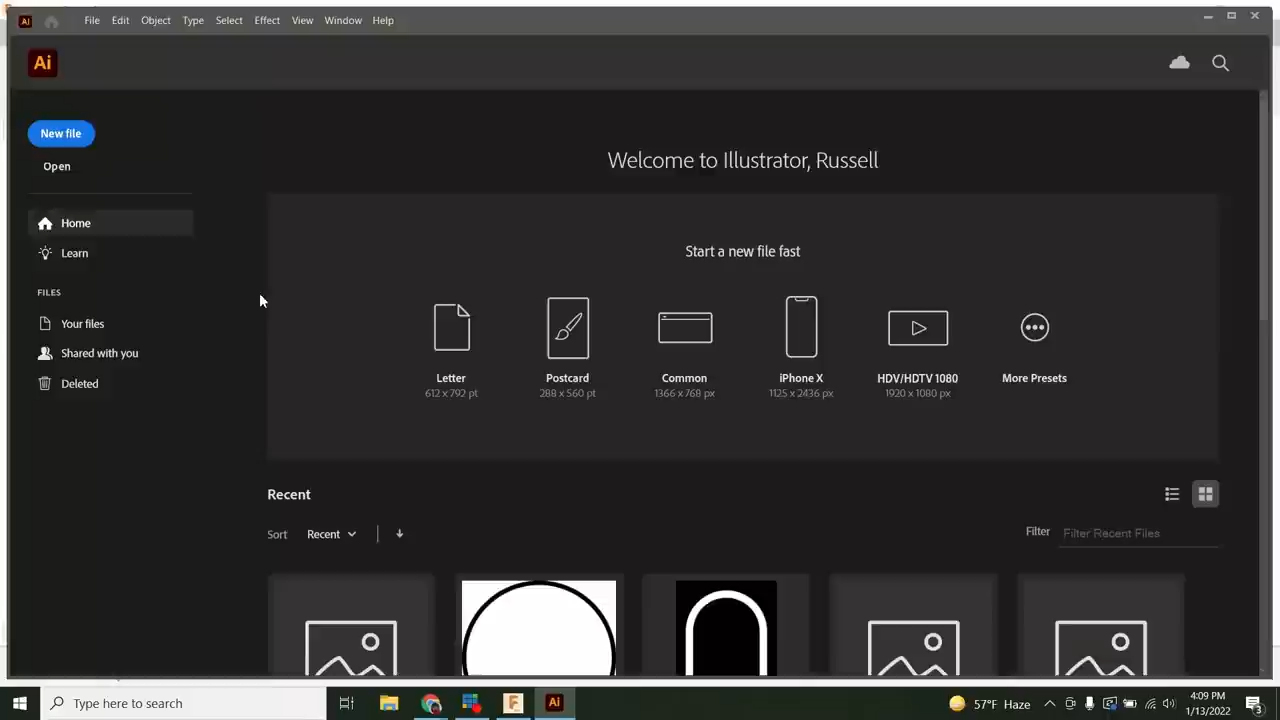 Ai File Edit Object Type Select Effect View Window Help
Ai
New file
Open
Home
Learn
FILES
Your files
Shared with you
Deleted
Welcome to Illustrator, Russell
Start a new file fast
Letter Postcard Common iPhone X HDV/HDTV 1080 More Presets
612 x 792 pt 288 x 560 pt 1366 x 768 px 1125 x 2436 px 1920 x 1080 px
Recent
Sort Recent Filter Filter Recent Files
Type here to search F Ai 57°F Haze 4:09 PM
1/13/2022 3